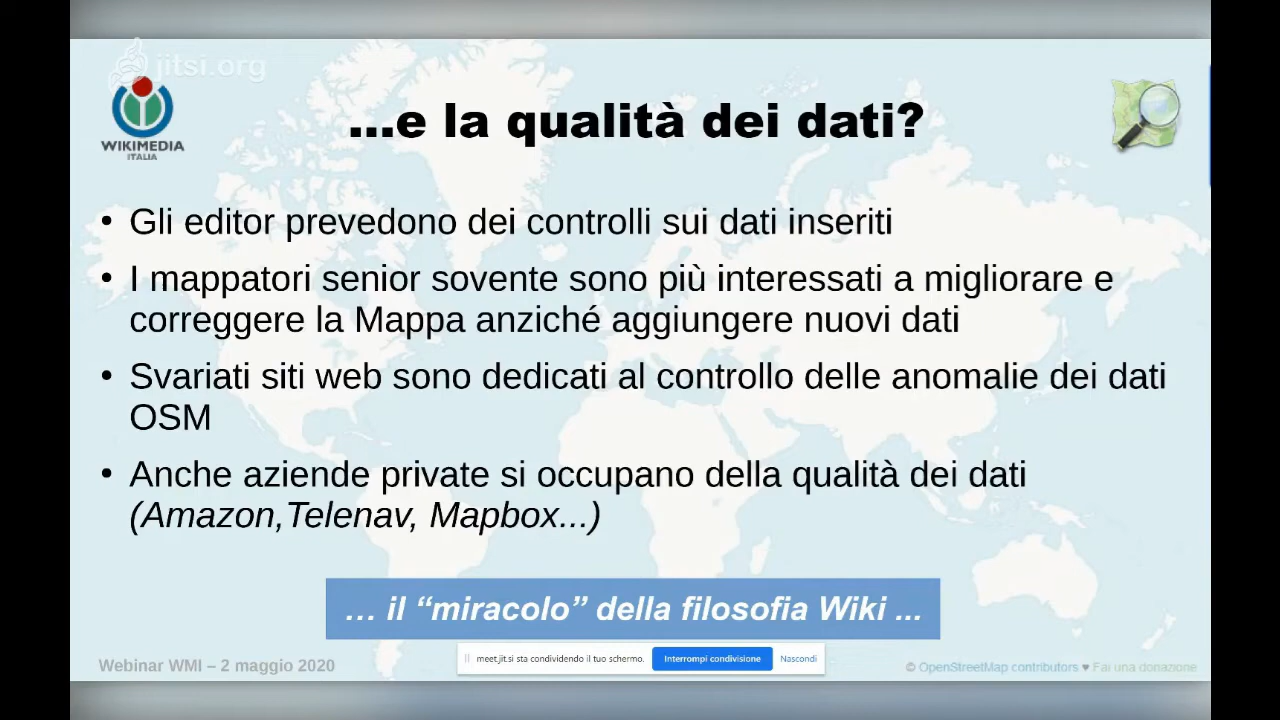 jitsi.org
WIKIMEDIA
ITALIA
...e la qualità dei dati?
• Gli editor prevedono dei controlli sui dati inseriti
• I mappatori senior sovente sono più interessati a migliorare e
correggere la Mappa anziché aggiungere nuovi dati
• Svariati siti web sono dedicati al controllo delle anomalie dei dati
OSM
• Anche aziende private si occupano della qualità dei dati
(Amazon,Telenav, Mapbox...)
… il “miracolo” della filosofia Wiki ...
Webinar WMI – 2 maggio 2020
meet.jit.si sta condividendo il tuo schermo. Interrompi condivisione Nascondi
© OpenStreetMap contributors ♥ Fai una donazione